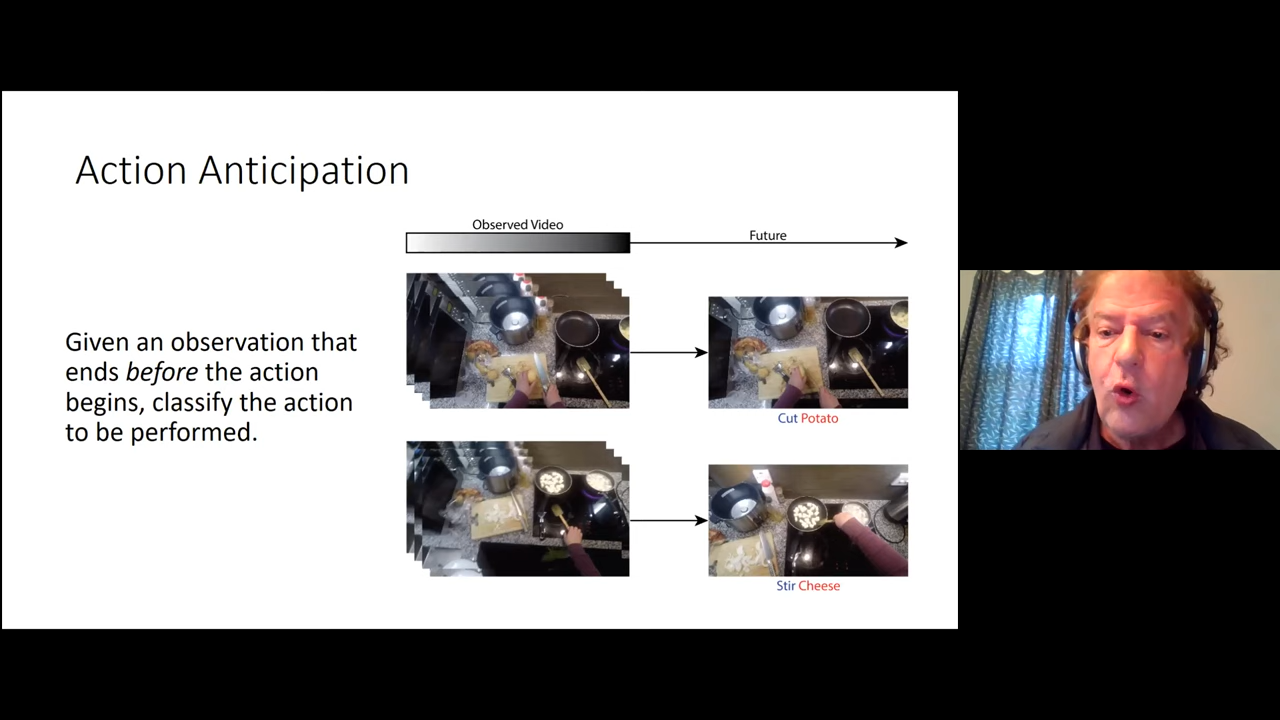 Action Anticipation
Observed Video
Future
Given an observation that
ends before the action
begins, classify the action
to be performed.
Cut Potato
Stir Cheese